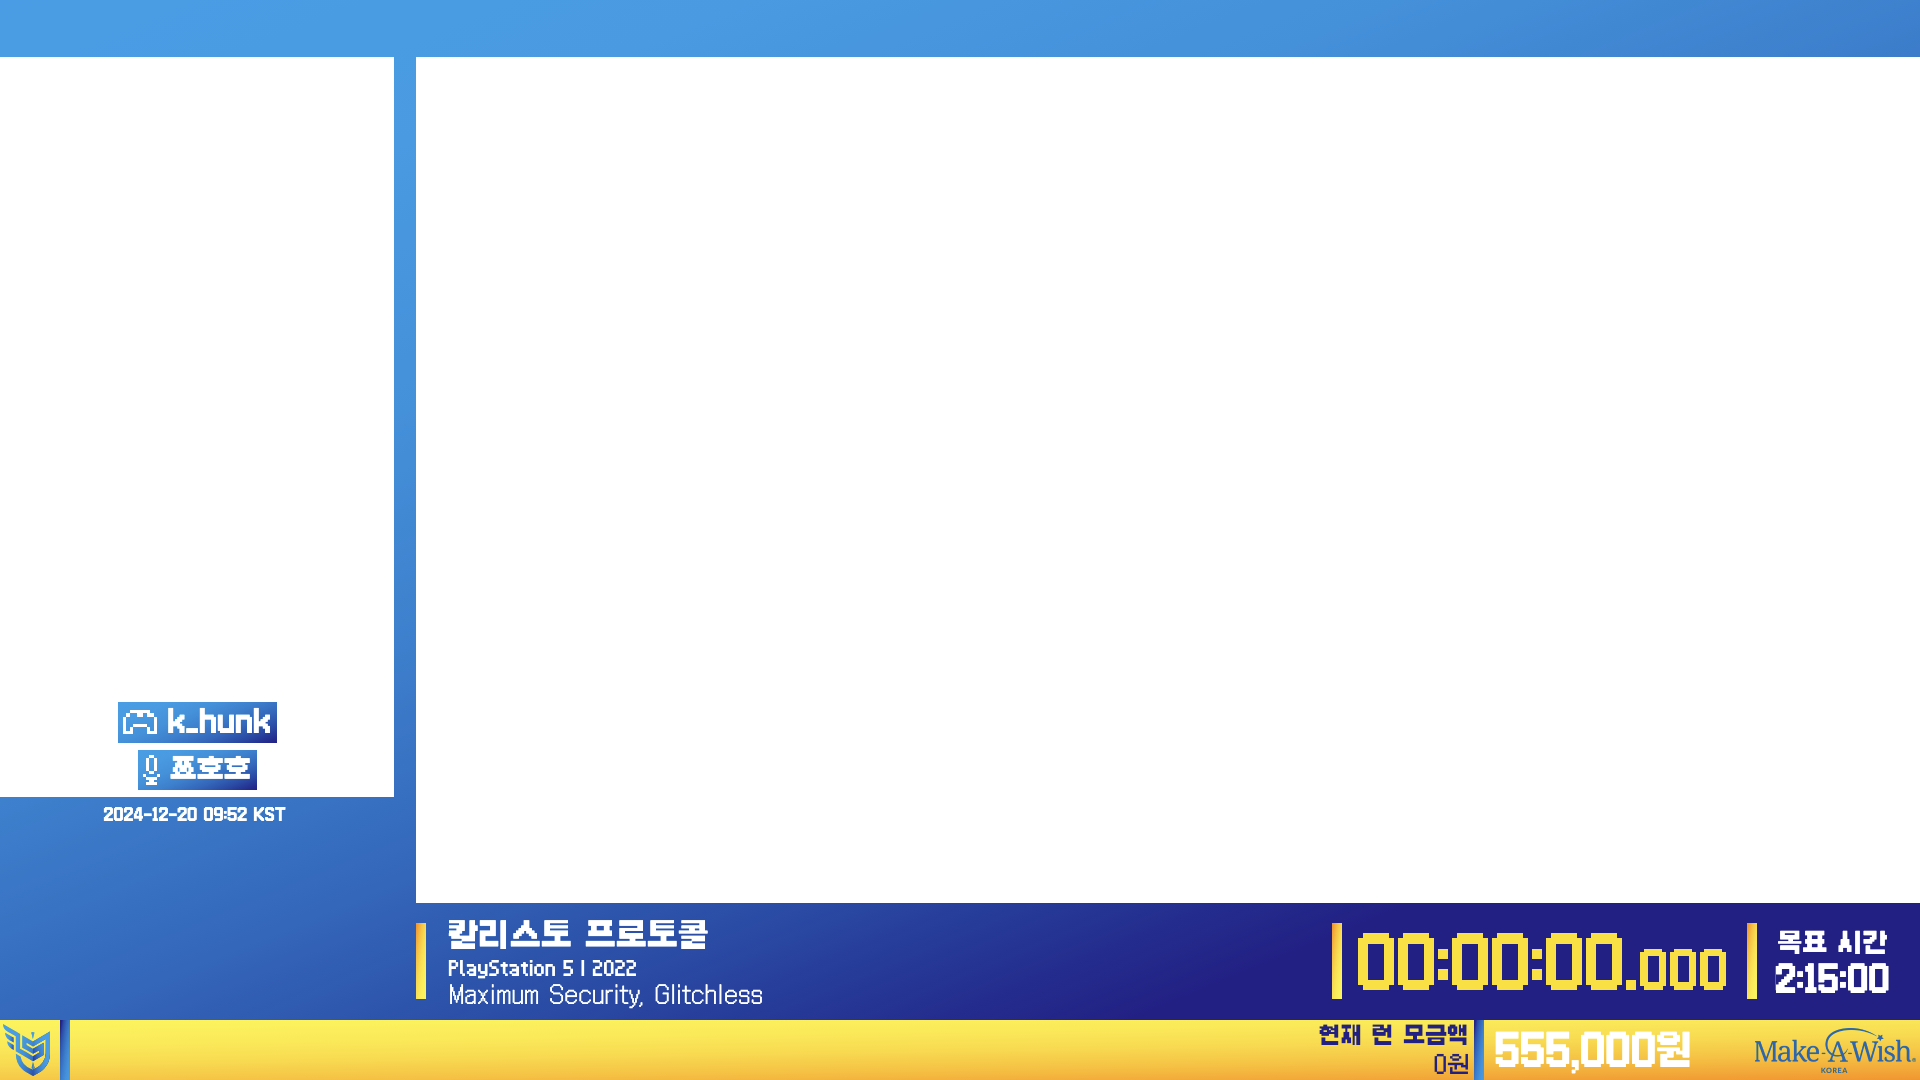 k_hunk
쬬호호
2024-12-20 09:52 KST
칼리스토 프로토콜
PlayStation 5 | 2022
Maximum Security, Glitchless
00:00:00.000
목표 시간
2:15:00
현재 런 모금액
0원
555,000원
Make-A-Wish.
KOREA